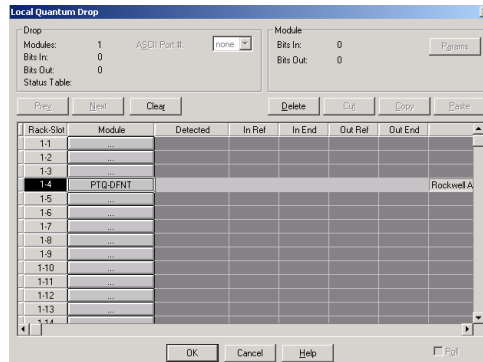 Local Quantum Drop
Drop
Modules: 1 ASCII Port #: none
Bits In: 0
Bits Out: 0
Status Table:
Module
Bits In: 0
Bits Out: 0
Params
Prev Next Clear Delete Cut Copy Paste
Rack-Slot Module Detected In Ref In End Out Ref Out End
1-1 ...
1-2 ...
1-3 ...
1-4 PTQ-DFNT Rockwell A
1-5 ...
1-6 ...
1-7 ...
1-8 ...
1-9 ...
1-10 ...
1-11 ...
1-12 ...
1-13 ...
1-14
OK Cancel Help Poll